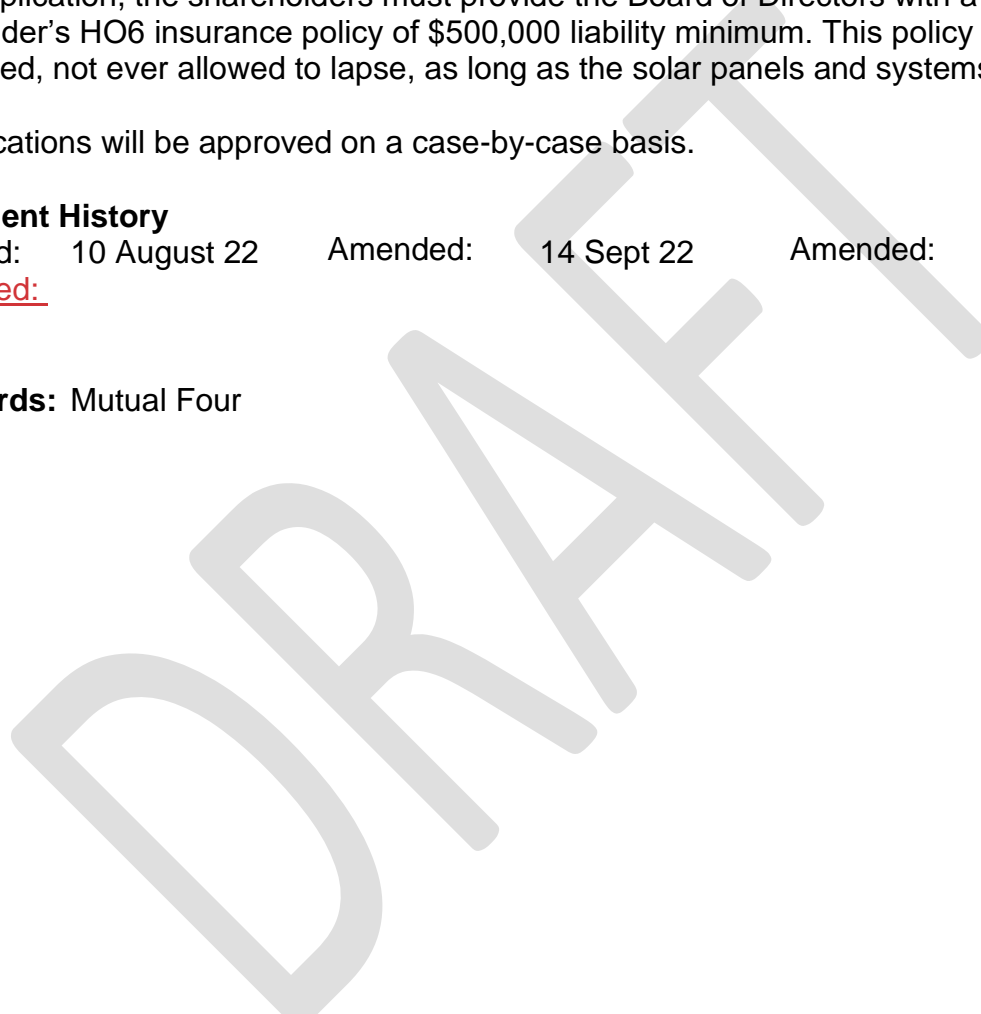 plication, the shareholders must provide the Board of Directors with a
der’s HO6 insurance policy of $500,000 liability minimum. This policy
ed, not ever allowed to lapse, as long as the solar panels and systems
cations will be approved on a case-by-case basis.
ent History
d: 10 August 22 Amended: 14 Sept 22 Amended:
ed:
rds: Mutual Four
DRAFT